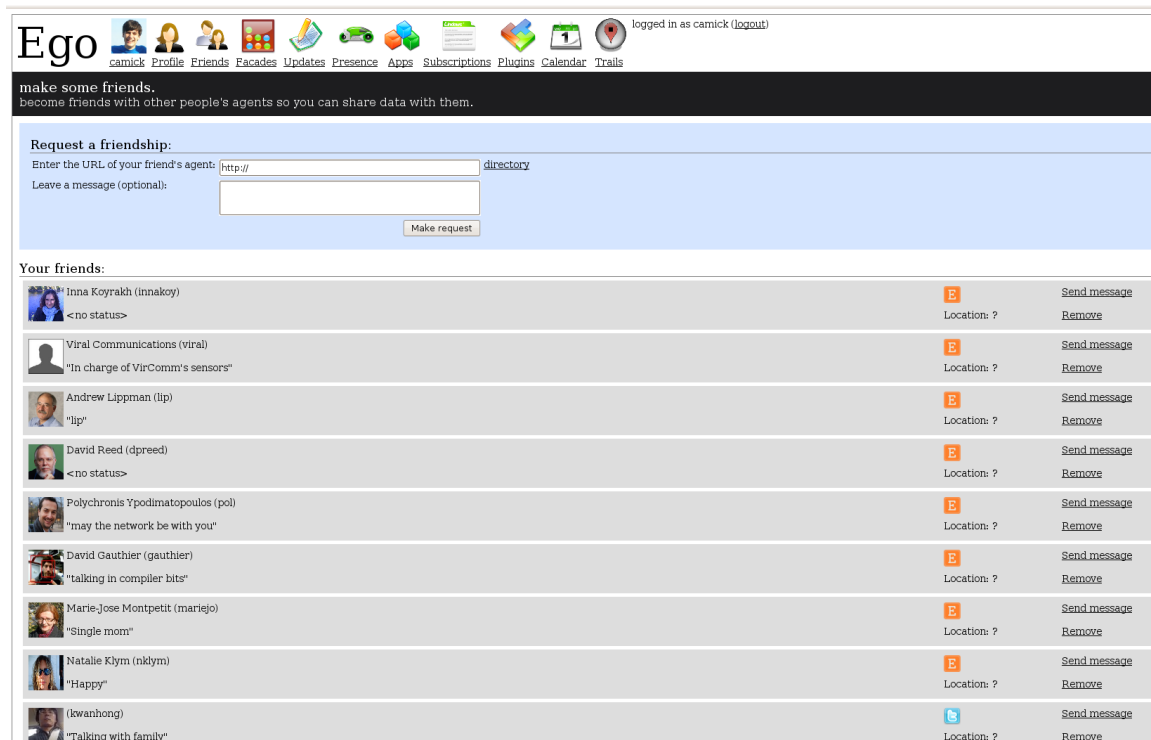 Ego
camick Profile Friends Facades Updates Presence Apps Subscriptions Plugins Calendar Trails
logged in as camick (logout)
make some friends.
become friends with other people's agents so you can share data with them.
Request a friendship:
Enter the URL of your friend's agent: http:// directory
Leave a message (optional):
Make request
Your friends:
Inna Koyrakh (innakoy) E Send message
<no status> Location: ? Remove
Viral Communications (viral) E Send message
"In charge of VirComm's sensors" Location: ? Remove
Andrew Lippman (lip) E Send message
"lip" Location: ? Remove
David Reed (dpreed) E Send message
<no status> Location: ? Remove
Polychronis Ypodimatopoulos (pol) E Send message
"may the network be with you" Location: ? Remove
David Gauthier (gauthier) E Send message
"talking in compiler bits" Location: ? Remove
Marie-Jose Montpetit (mariejo) E Send message
"Single mom" Location: ? Remove
Natalie Klym (nklym) E Send message
"Happy" Location: ? Remove
(kwanhong) Send message
"Talking with family" Location: ? Remove